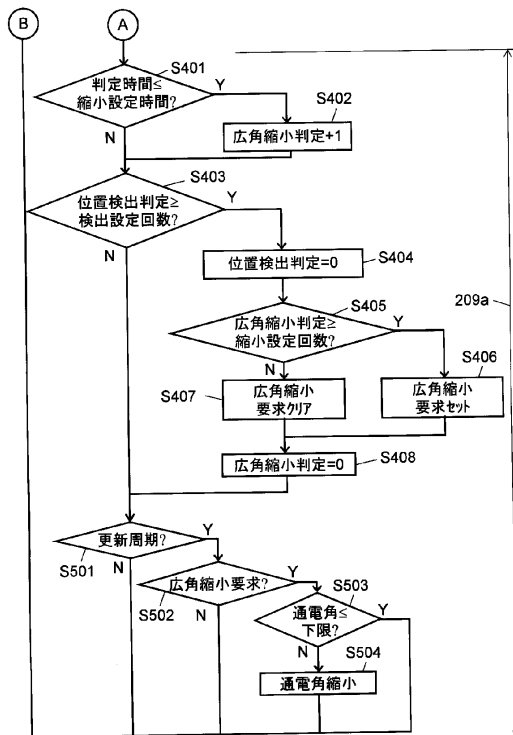 B
A
S401
判定時間≦
縮小設定時間?
Y
S402
広角縮小判定+1
N
S403
位置検出判定≧
検出設定回数?
Y
N
位置検出判定=0
S404
S405
広角縮小判定≧
縮小設定回数?
Y
209a
N
S406
S407
広角縮小
要求クリア
広角縮小
要求セット
広角縮小判定=0
S408
更新周期?
Y
S501
N
広角縮小要求?
Y
S503
S502
N
通電角≦
下限?
Y
N
S504
通電角縮小